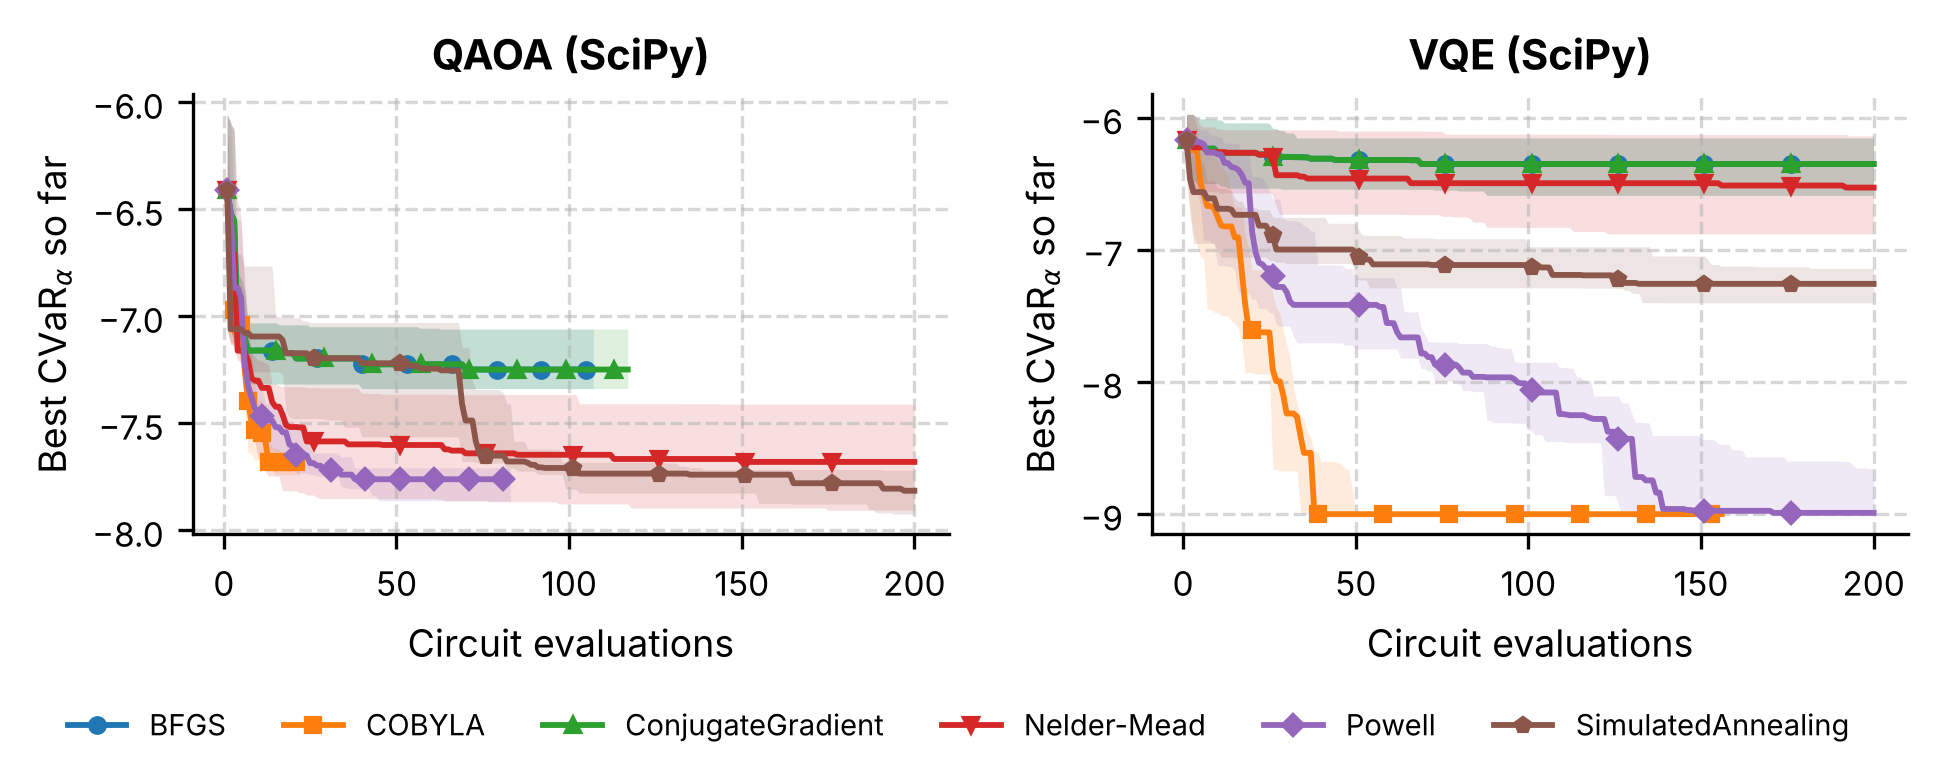 QAOA (SciPy)
Best CVaRα so far
−6.0
−6.5
−7.0
−7.5
−8.0
0 50 100 150 200
Circuit evaluations
VQE (SciPy)
Best CVaRα so far
−6
−7
−8
−9
0 50 100 150 200
Circuit evaluations
BFGS COBYLA ConjugateGradient Nelder-Mead Powell SimulatedAnnealing